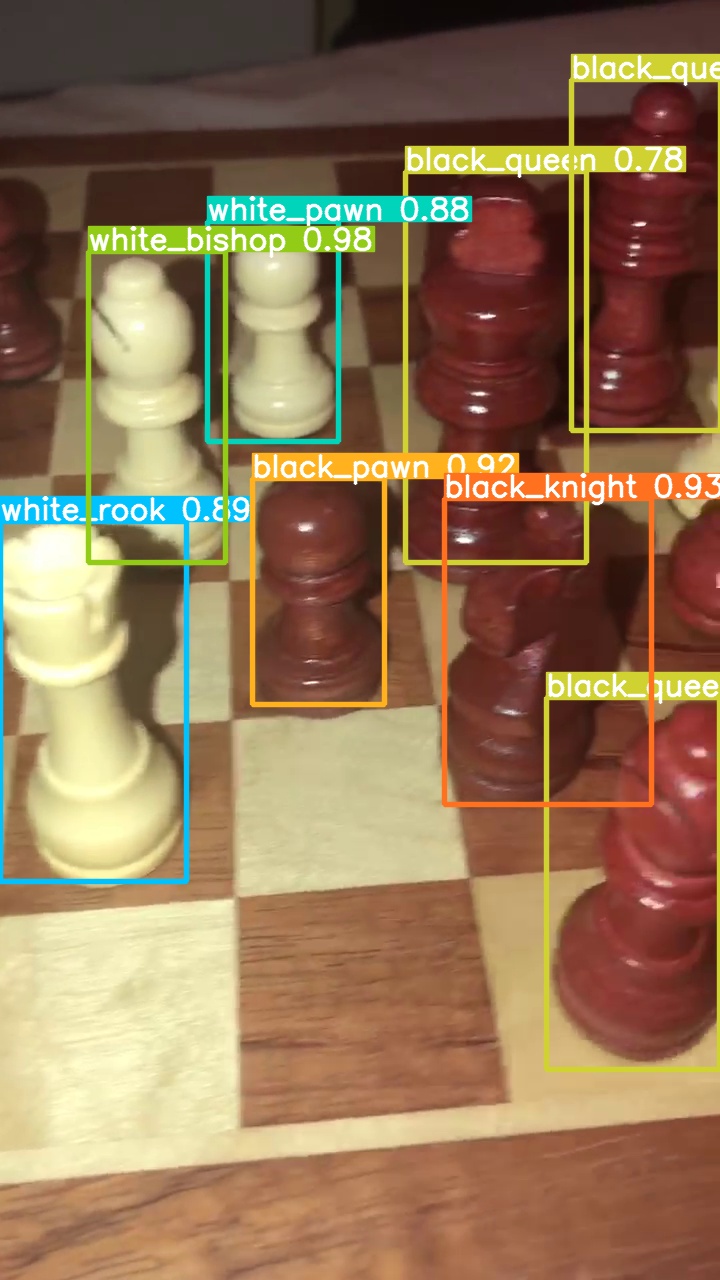 black_que
black_queen 0.78
white_pawn 0.88
white_bishop 0.98
black_pawn 0.92
black_knight 0.93
white_rook 0.89
black_quee